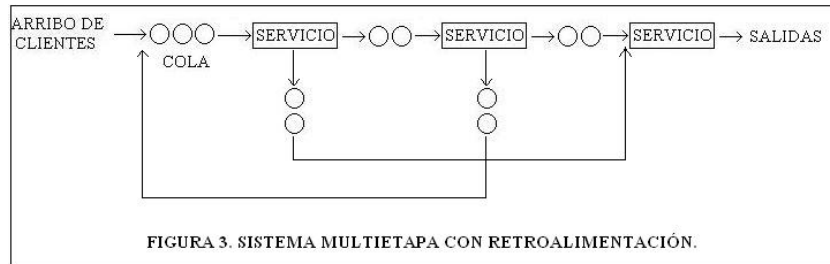 ARRIBO DE
CLIENTES
COLA
SERVICIO
SERVICIO
SERVICIO
SALIDAS
FIGURA 3. SISTEMA MULTIETAPA CON RETROALIMENTACIÓN.